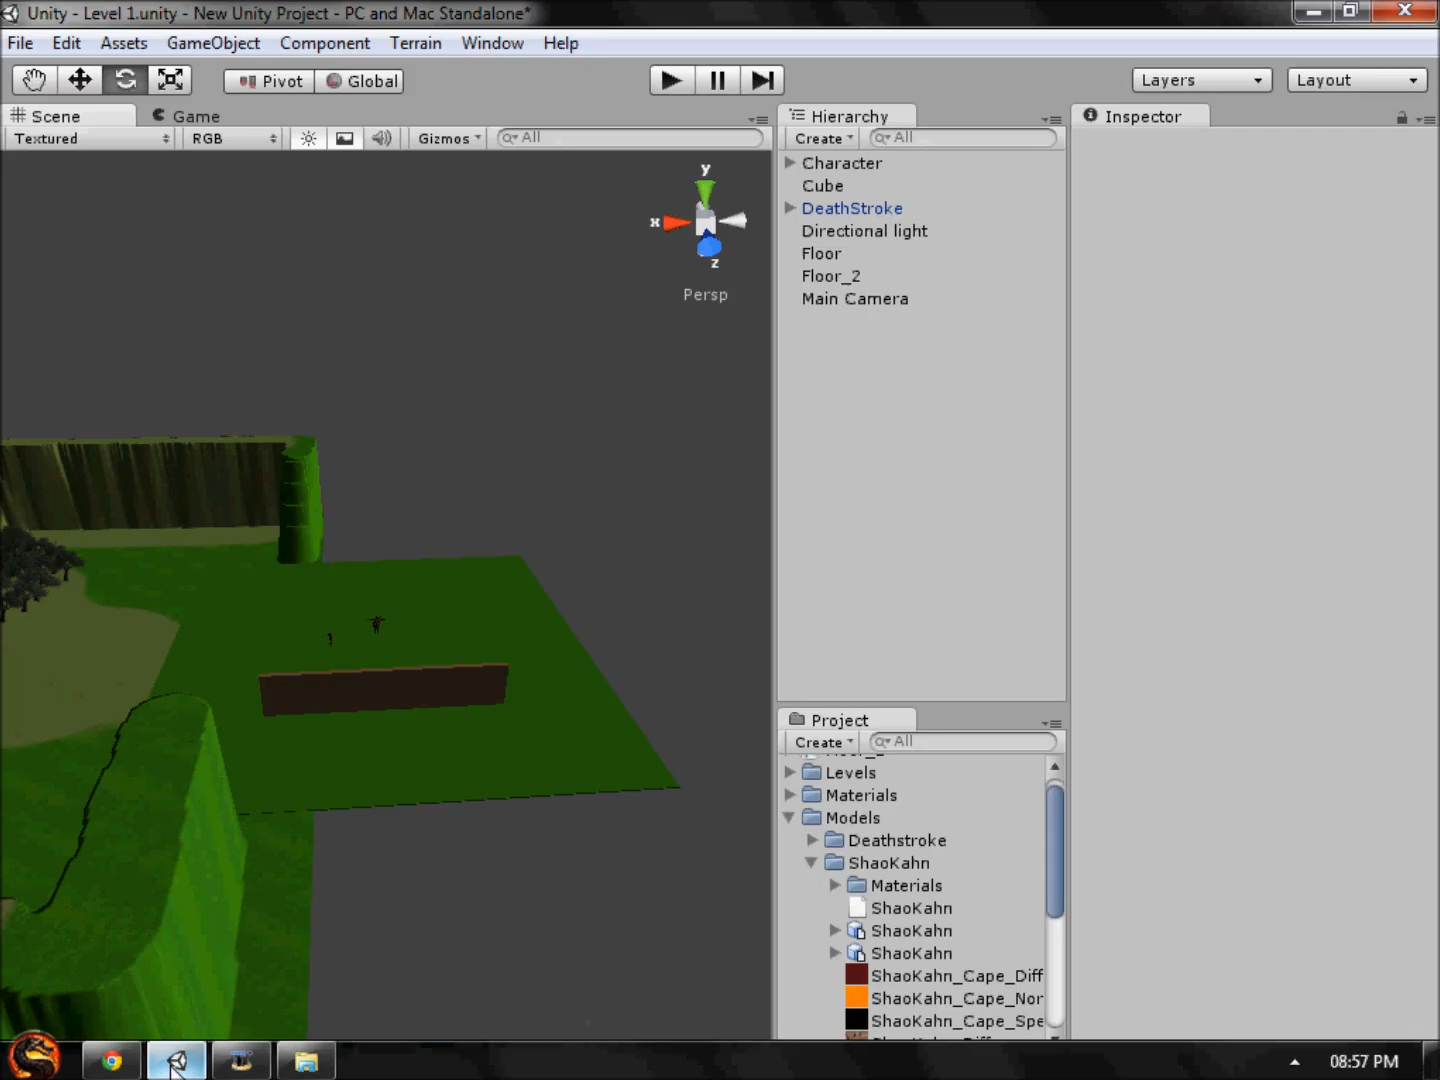 Unity - Level 1.unity - New Unity Project - PC and Mac Standalone*
File Edit Assets GameObject Component Terrain Window Help
Pivot Global Layers Layout
Scene Game Hierarchy Inspector
Textured RGB Gizmos All Create All
y
x
z
Persp
Character
Cube
DeathStroke
Directional light
Floor
Floor_2
Main Camera
Project
Create All
Levels
Materials
Models
Deathstroke
ShaoKahn
Materials
ShaoKahn
ShaoKahn
ShaoKahn
ShaoKahn_Cape_Diff
ShaoKahn_Cape_Nor
ShaoKahn_Cape_Spe
08:57 PM